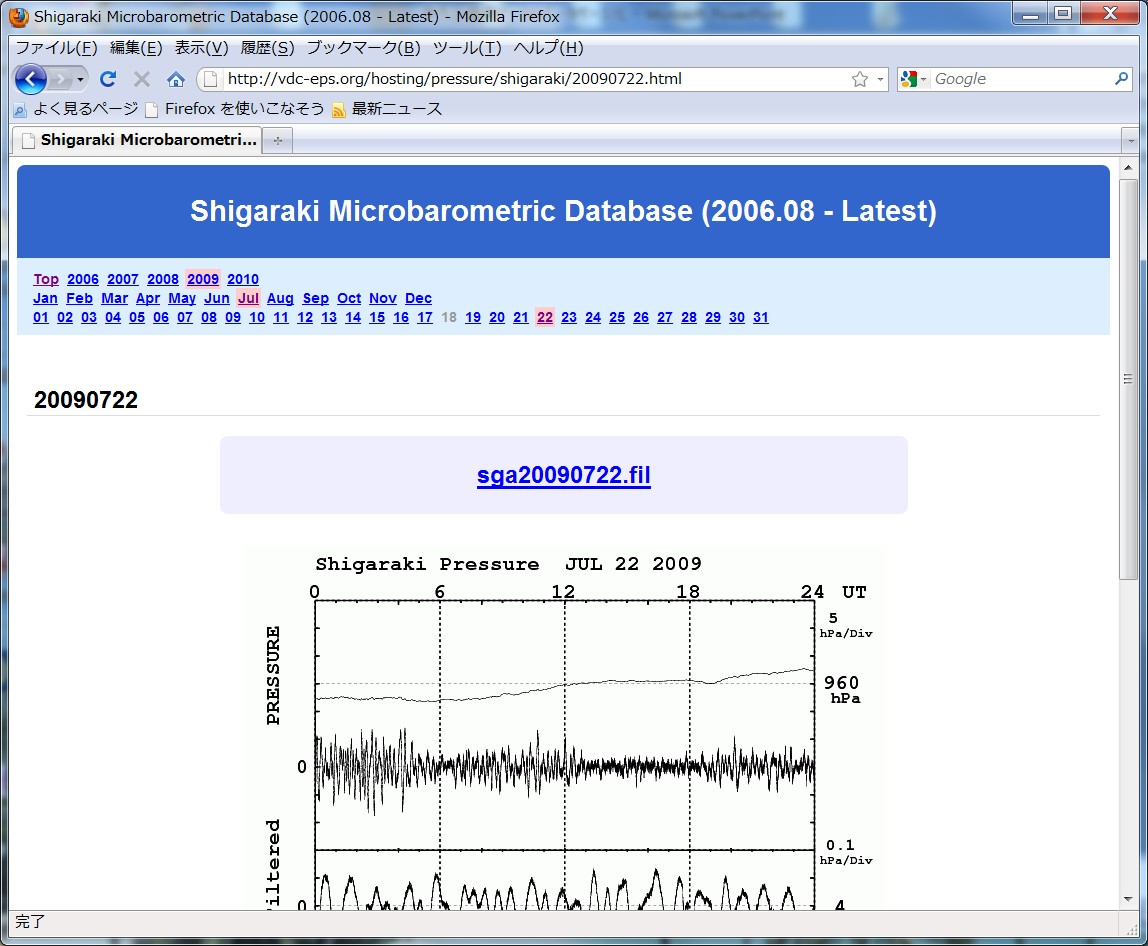 Shigaraki Microbarometric Database (2006.08 - Latest) - Mozilla Firefox
ファイル(F) 編集(E) 表示(V) 履歴(S) ブックマーク(B) ツール(T) ヘルプ(H)
http://vdc-eps.org/hosting/pressure/shigaraki/20090722.html Google
よく見るページ Firefox を使いこなそう 最新ニュース
Shigaraki Microbarometri...
Shigaraki Microbarometric Database (2006.08 - Latest)
Top 2006 2007 2008 2009 2010
Jan Feb Mar Apr May Jun Jul Aug Sep Oct Nov Dec
01 02 03 04 05 06 07 08 09 10 11 12 13 14 15 16 17 18 19 20 21 22 23 24 25 26 27 28 29 30 31
20090722
sga20090722.fil
Shigaraki Pressure JUL 22 2009
0 6 12 18 24 UT
5
hPa/Div
PRESSURE
960
hPa
0
0.1
hPa/Div
0
4
完了